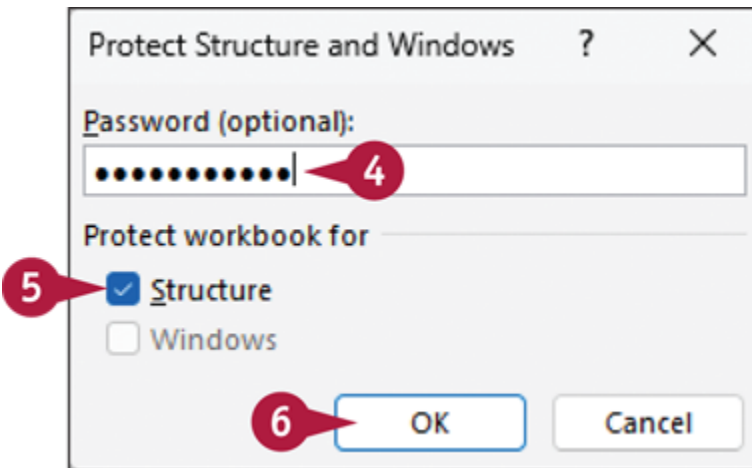 Protect Structure and Windows ? ×
Password (optional):
●●●●●●●●●●● 4
Protect workbook for
5 Structure
Windows
6 OK Cancel